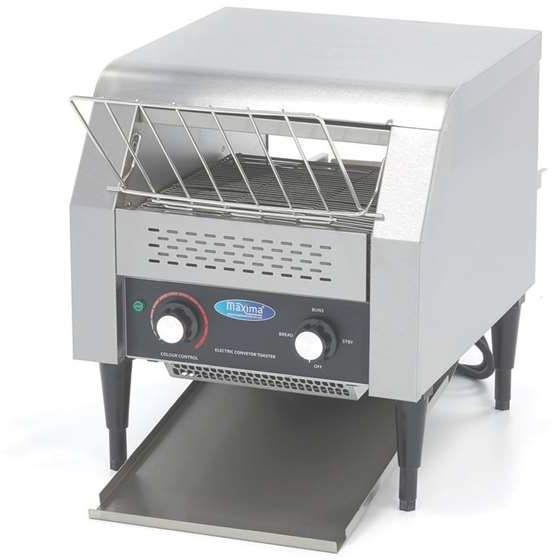 maxima
BUNS
BREAD
STBY
OFF
COLOUR CONTROL
ELECTRIC CONVEYOR TOASTER